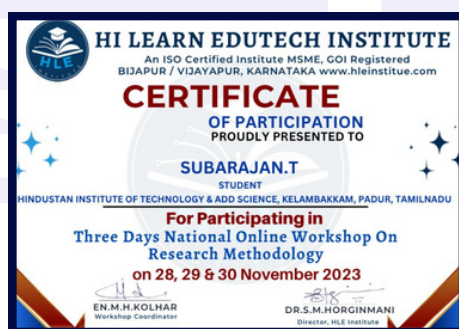 HLE
HI LEARN EDUTECH INSTITUTE
An ISO Certified Institute MSME, GOI Registered
BIJAPUR / VIJAYAPUR, KARNATAKA www.hleinstitue.com
CERTIFICATE
OF PARTICIPATION
PROUDLY PRESENTED TO
SUBARAJAN.T
STUDENT
HINDUSTAN INSTITUTE OF TECHNOLOGY & ADD SCIENCE, KELAMBAKKAM, PADUR, TAMILNADU
For Participating in
Three Days National Online Workshop On
Research Methodology
on 28, 29 & 30 November 2023
EN.M.H.KOLHAR
Workshop Coordinator
DR.S.M.HORGINMANI
Director, HLE Institute